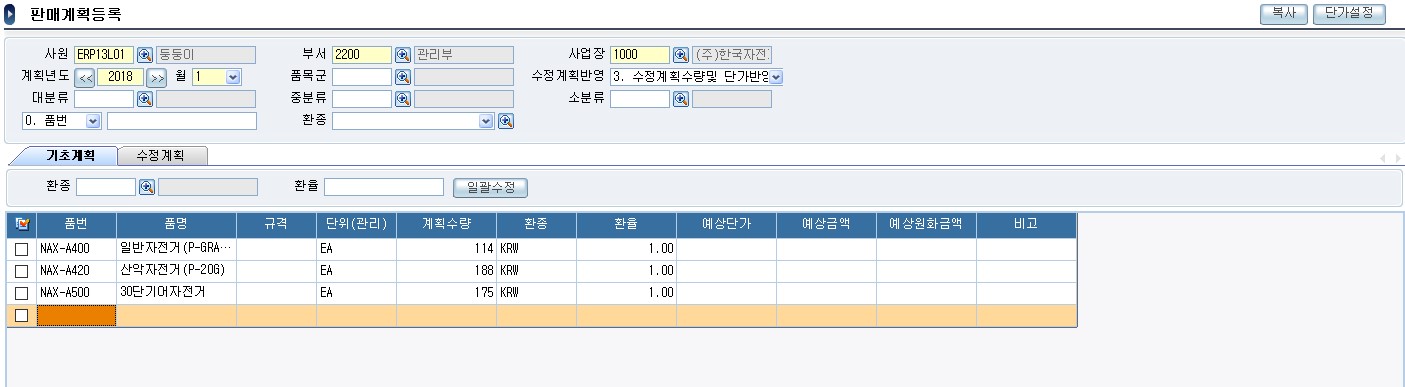 판매계획등록 복사 단가설정
사원 ERP13L01 둥둥이 부서 2200 관리부 사업장 1000 (주)한국자전
계획년도 << 2018 >> 월 1 품목군 수정계획반영 3. 수정계획수량및 단가반영
대분류 중분류 소분류
0. 품번 환종
기초계획 수정계획
환종 환율 일괄수정
품번 품명 규격 단위(관리) 계획수량 환종 환율 예상단가 예상금액 예상원화금액 비고
NAX-A400 일반자전거(P-GRA… EA 114 KRW 1.00
NAX-A420 산악자전거(P-20G) EA 188 KRW 1.00
NAX-A500 30단기어자전거 EA 175 KRW 1.00